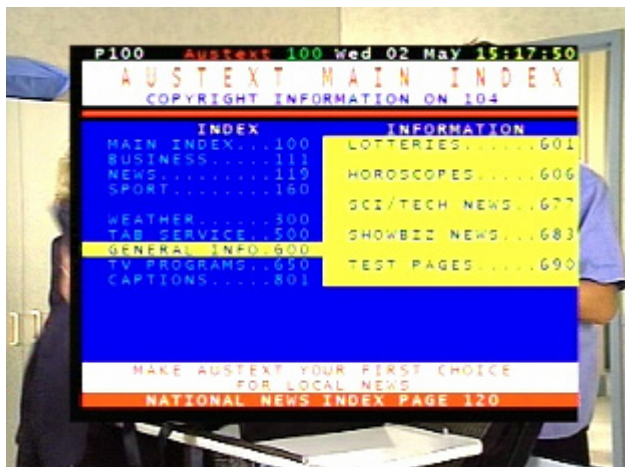 P100 Austext 100 Wed 02 May 15:17:50
AUSTEXT MAIN INDEX
COPYRIGHT INFORMATION ON 104
INDEX
MAIN INDEX...100
BUSINESS.....111
NEWS.........119
SPORT........160
WEATHER......300
TAB SERVICE..500
GENERAL INFO.600
TV PROGRAMS..650
CAPTIONS.....801
INFORMATION
LOTTERIES......601
HOROSCOPES.....606
SCI/TECH NEWS..677
SHOWBIZ NEWS...683
TEST PAGES.....690
MAKE AUSTEXT YOUR FIRST CHOICE
FOR LOCAL NEWS
NATIONAL NEWS INDEX PAGE 120